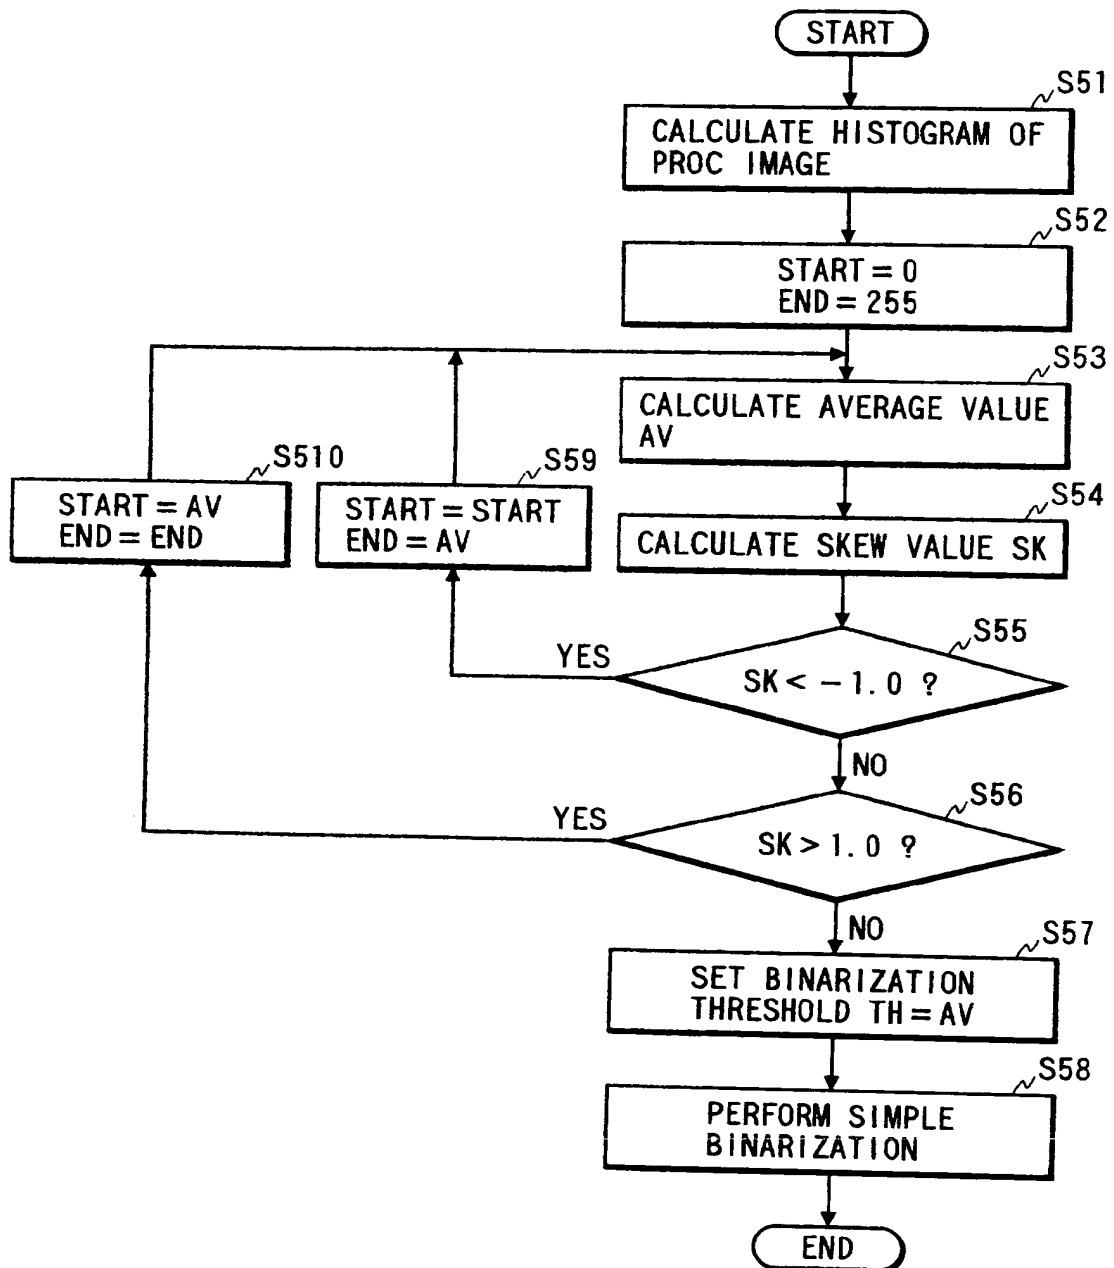 START
S51
CALCULATE HISTOGRAM OF
PROC IMAGE
S52
START = 0
END = 255
S53
CALCULATE AVERAGE VALUE
AV
S510
START = AV
END = END
S59
START = START
END = AV
S54
CALCULATE SKEW VALUE SK
S55
YES
SK < - 1.0 ?
NO
S56
YES
SK > 1.0 ?
NO
S57
SET BINARIZATION
THRESHOLD TH = AV
S58
PERFORM SIMPLE
BINARIZATION
END